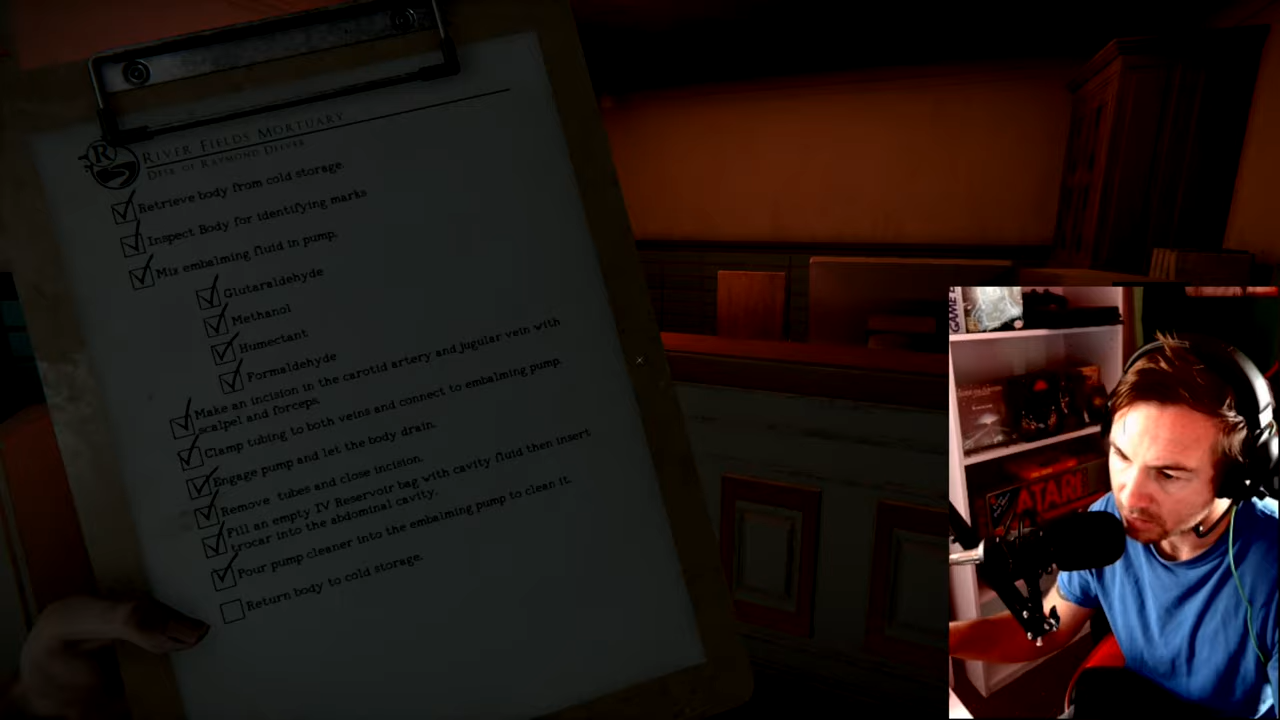 RIVER FIELDS MORTUARY
DESK OF RAYMOND DELVER
Retrieve body from cold storage.
Inspect Body for identifying marks
Mix embalming fluid in pump.
Glutaraldehyde
Methanol
Humectant
Formaldehyde
Make an incision in the carotid artery and jugular vein with
scalpel and forceps.
Clamp tubing to both veins and connect to embalming pump.
Engage pump and let the body drain.
Remove tubes and close incision.
Fill an empty IV Reservoir bag with cavity fluid then insert
trocar into the abdominal cavity.
Pour pump cleaner into the embalming pump to clean it.
Return body to cold storage.
GAME
ATARI